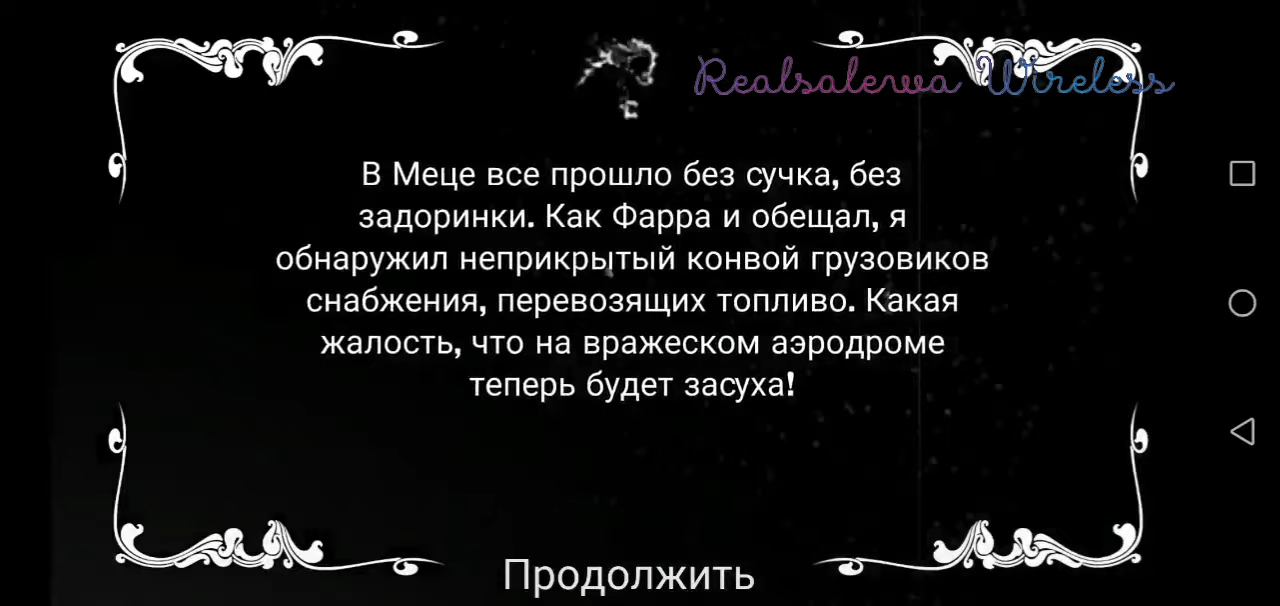 Realsalewa Wireless
В Меце все прошло без сучка, без
задоринки. Как Фарра и обещал, я
обнаружил неприкрытый конвой грузовиков
снабжения, перевозящих топливо. Какая
жалость, что на вражеском аэродроме
теперь будет засуха!
Продолжить